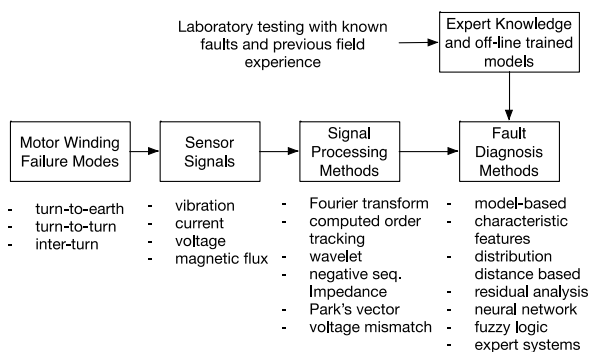 Laboratory testing with known
faults and previous field
experience
Expert Knowledge
and off-line trained
models
Motor Winding
Failure Modes
Sensor
Signals
Signal
Processing
Methods
Fault
Diagnosis
Methods
- turn-to-earth
- turn-to-turn
- inter-turn
- vibration
- current
- voltage
- magnetic flux
- Fourier transform
- computed order
tracking
- wavelet
- negative seq.
Impedance
- Park's vector
- voltage mismatch
- model-based
- characteristic
features
- distribution
distance based
- residual analysis
- neural network
- fuzzy logic
- expert systems